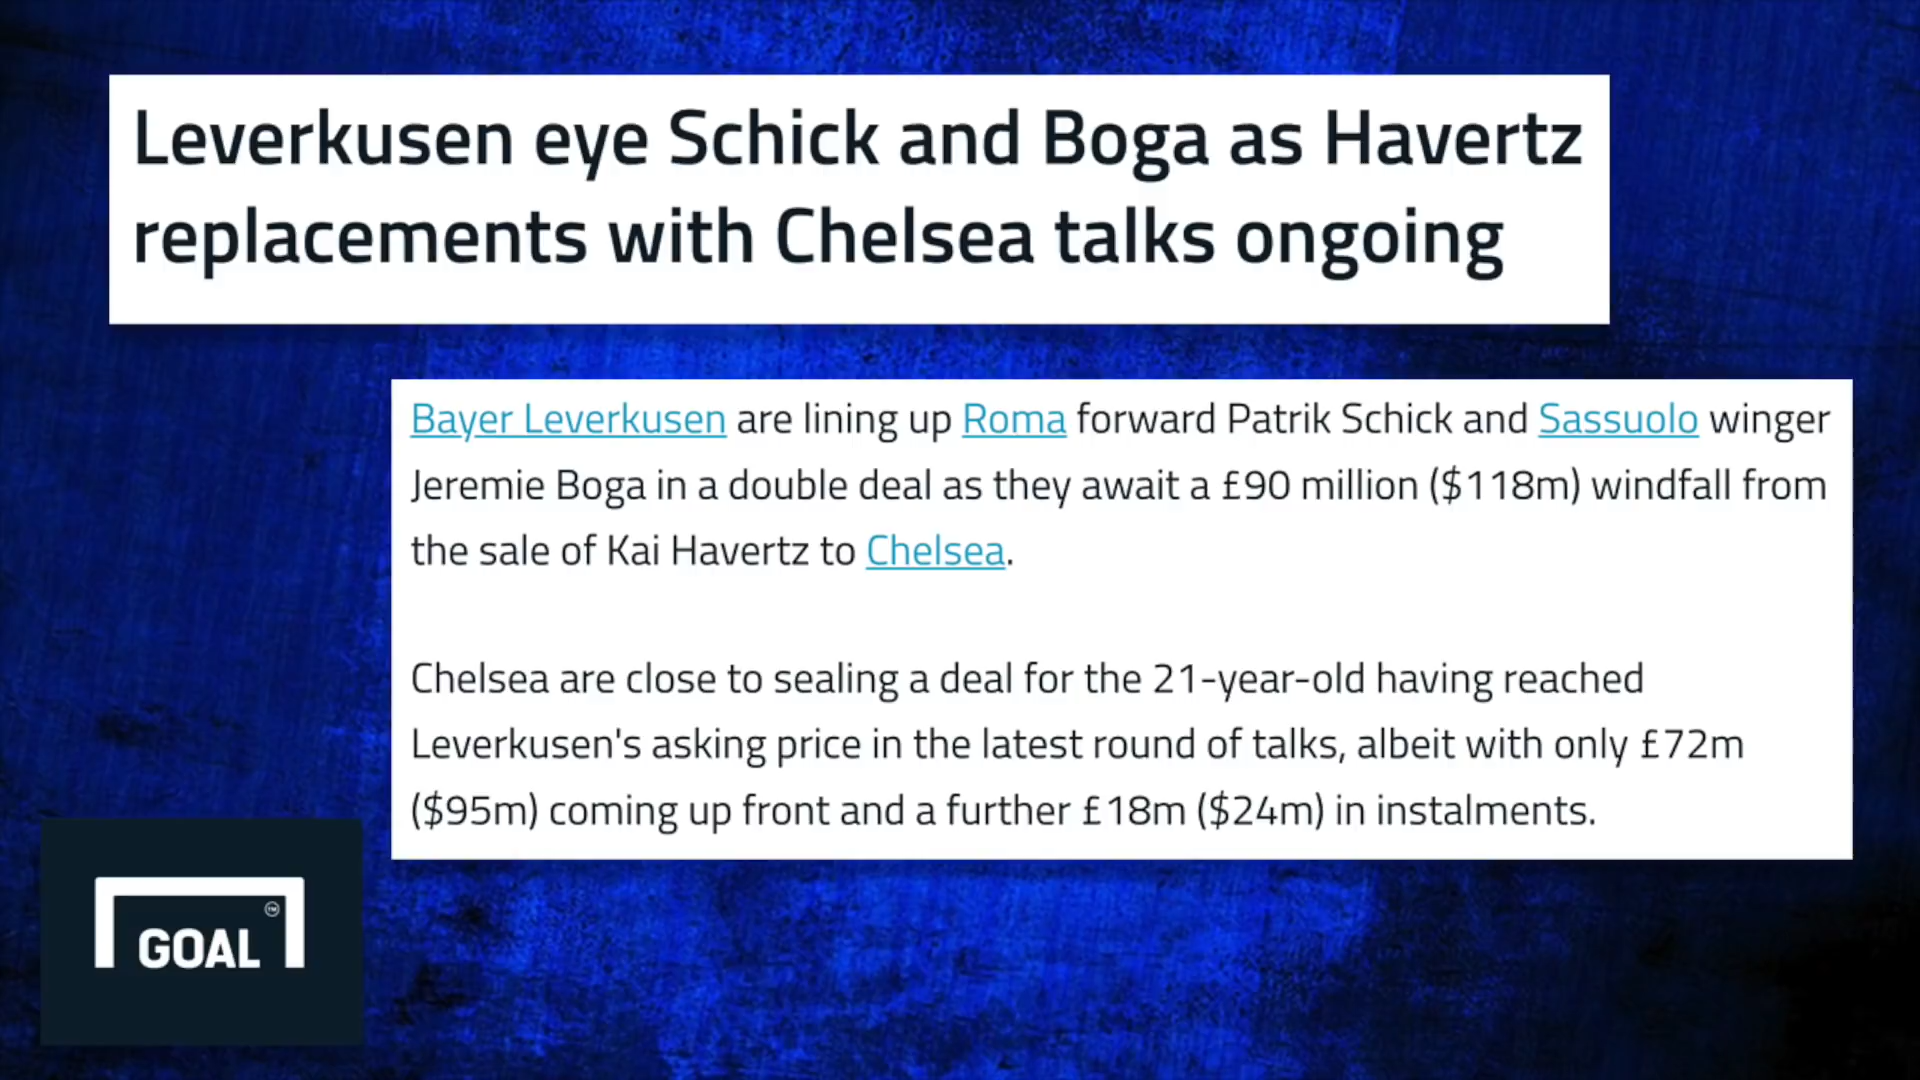 Leverkusen eye Schick and Boga as Havertz
replacements with Chelsea talks ongoing
Bayer Leverkusen are lining up Roma forward Patrik Schick and Sassuolo winger
Jeremie Boga in a double deal as they await a £90 million ($118m) windfall from
the sale of Kai Havertz to Chelsea.
Chelsea are close to sealing a deal for the 21-year-old having reached
Leverkusen's asking price in the latest round of talks, albeit with only £72m
($95m) coming up front and a further £18m ($24m) in instalments.
TM
GOAL